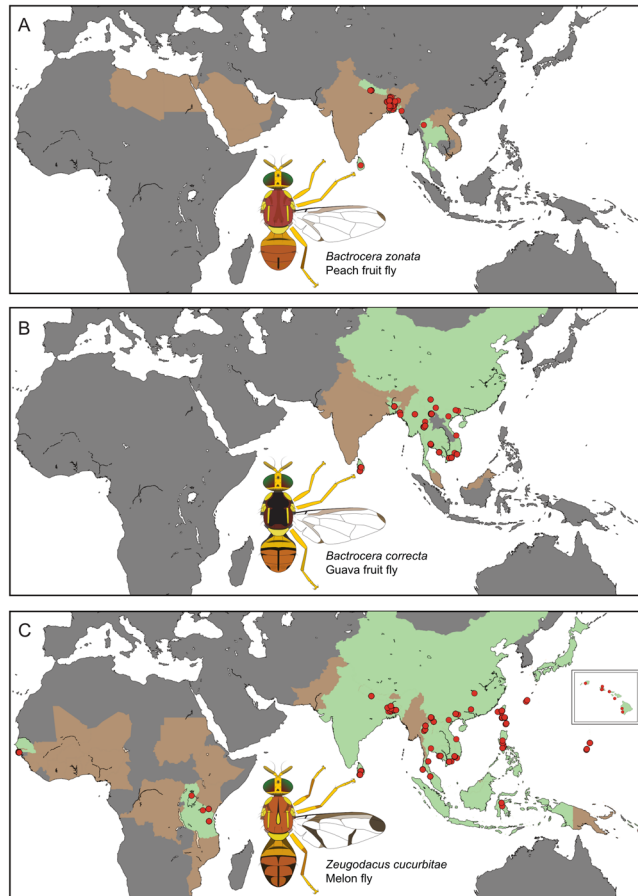 A
Bactrocera zonata
Peach fruit fly
B
Bactrocera correcta
Guava fruit fly
C
Zeugodacus cucurbitae
Melon fly